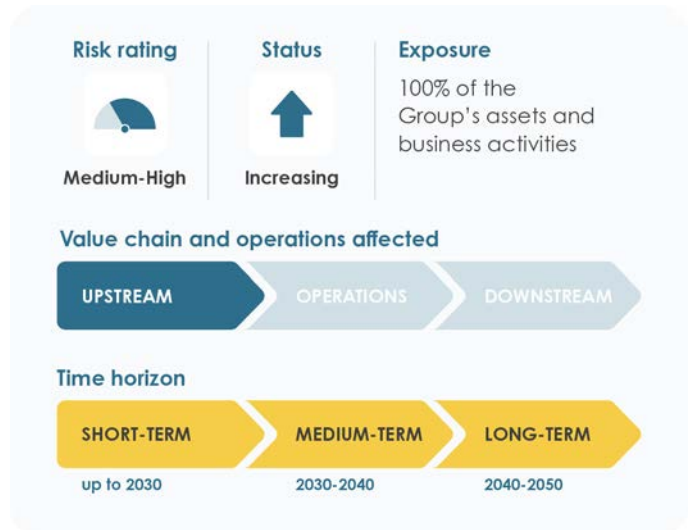 Risk rating
Medium-High
Status
Increasing
Exposure
100% of the
Group's assets and
business activities
Value chain and operations affected
UPSTREAM
OPERATIONS
DOWNSTREAM
Time horizon
SHORT-TERM
MEDIUM-TERM
LONG-TERM
up to 2030
2030-2040
2040-2050